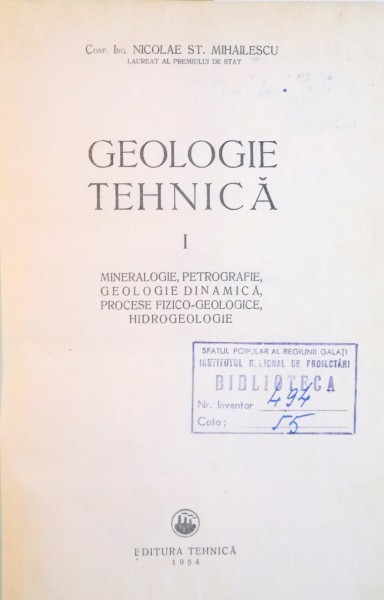 Conf. Ing. NICOLAE ST. MIHĂILESCU
LAUREAT AL PREMIULUI DE STAT
GEOLOGIE
TEHNICĂ
I
MINERALOGIE, PETROGRAFIE,
GEOLOGIE DINAMICĂ,
PROCESE FIZICO-GEOLOGICE,
HIDROGEOLOGIE
SFATUL POPULAR AL REGIUNII GALAȚI
INSTITUTUL REGIONAL DE PROIECTĂRI
BIBLIOTECA
Nr. Inventar 494
Cota; 55
EDITURA TEHNICĂ
1954